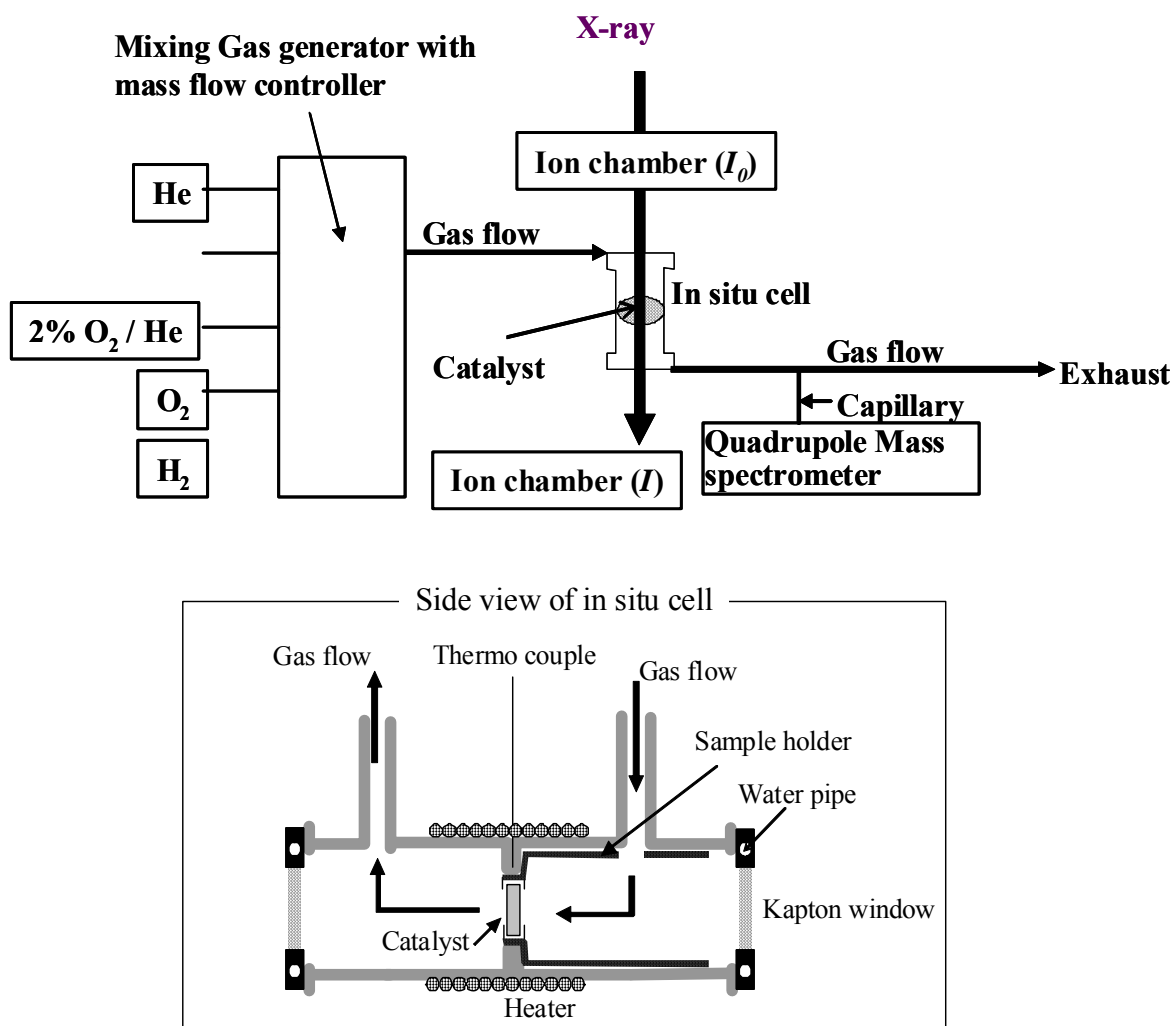 X-ray
Mixing Gas generator with
mass flow controller
Ion chamber (I₀)
He
Gas flow
In situ cell
2% O₂ / He
Catalyst
Gas flow
Exhaust
O₂
Capillary
H₂
Ion chamber (I)
Quadrupole Mass
spectrometer
Side view of in situ cell
Gas flow
Thermo couple
Gas flow
Sample holder
Water pipe
Kapton window
Catalyst
Heater